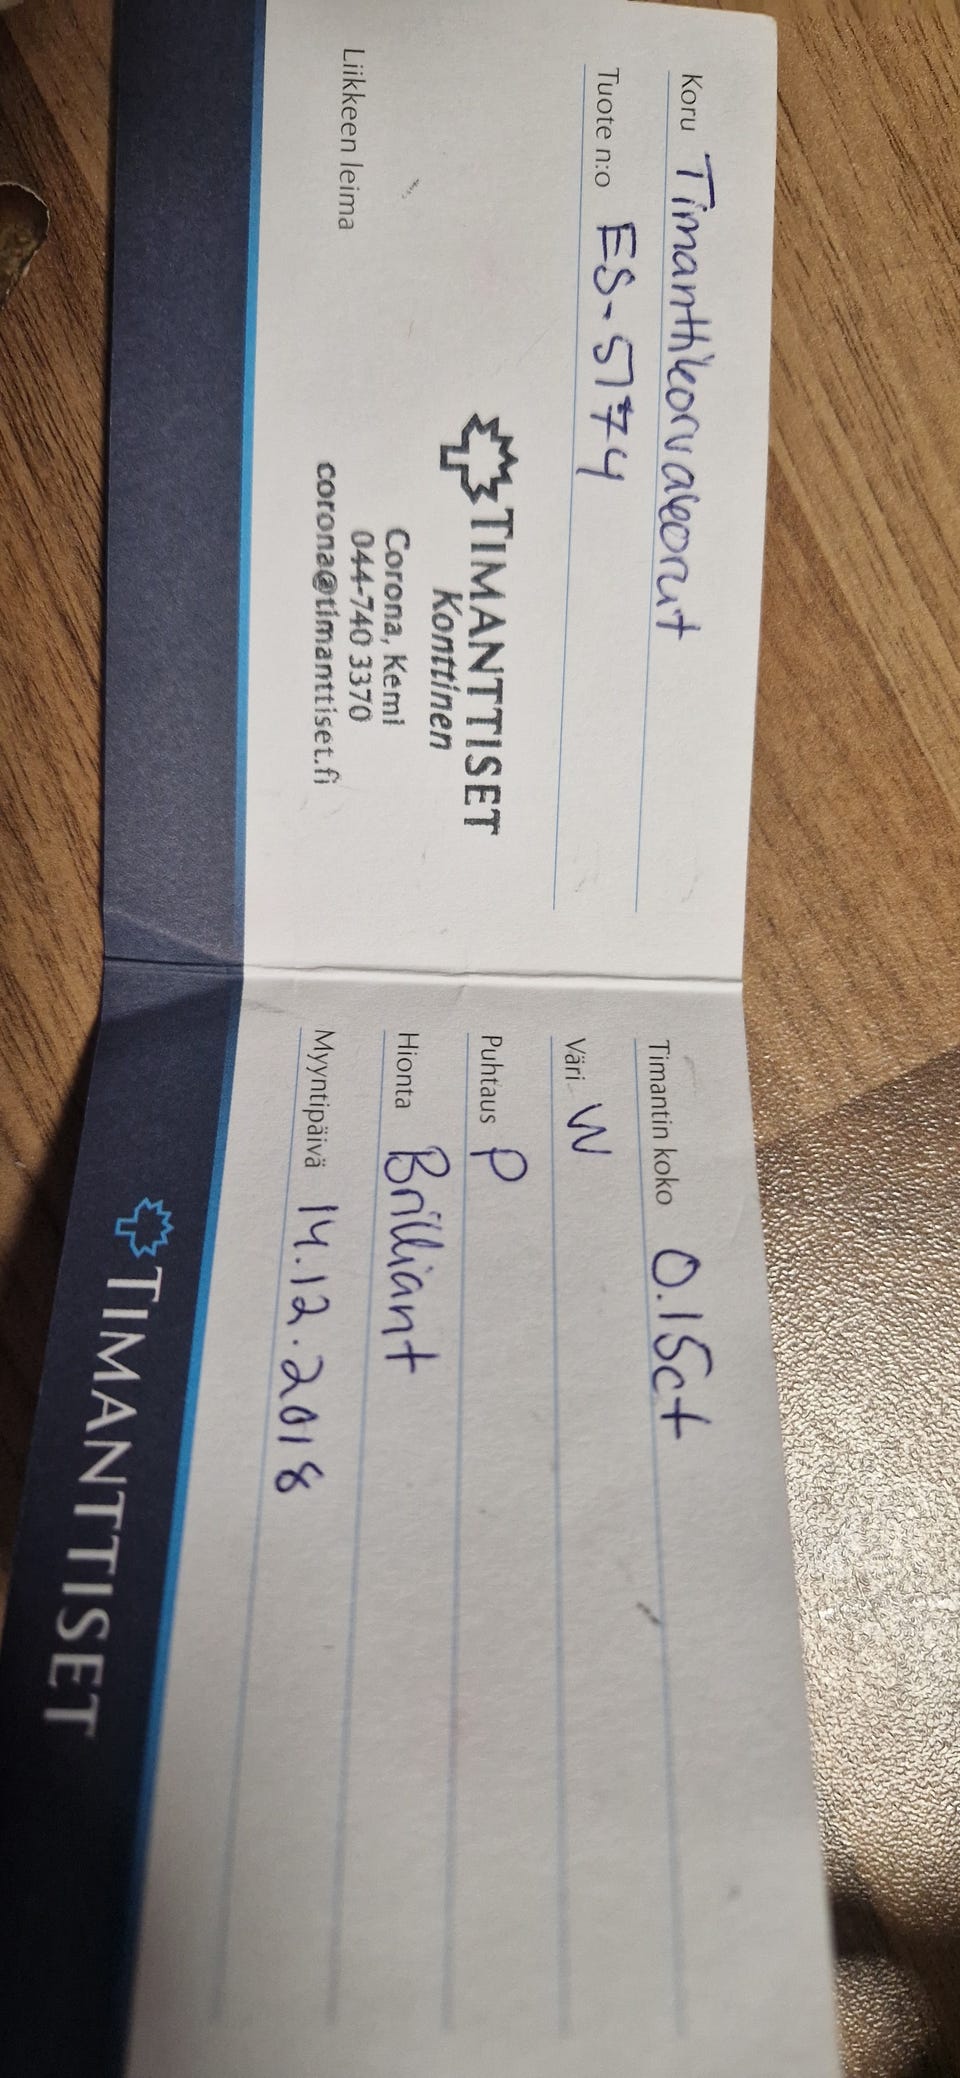 Koru Timanttikorvakorut
Tuote n:o ES-5174
TIMANTTISET
Konttinen
Corona, Kemi
044-740 3370
corona@timanttiset.fi
Liikkeen leima
Timantin koko 0.15ct
Väri W
Puhtaus P
Hionta Brilliant
Myyntipäivä 14.12.2018
TIMANTTISET